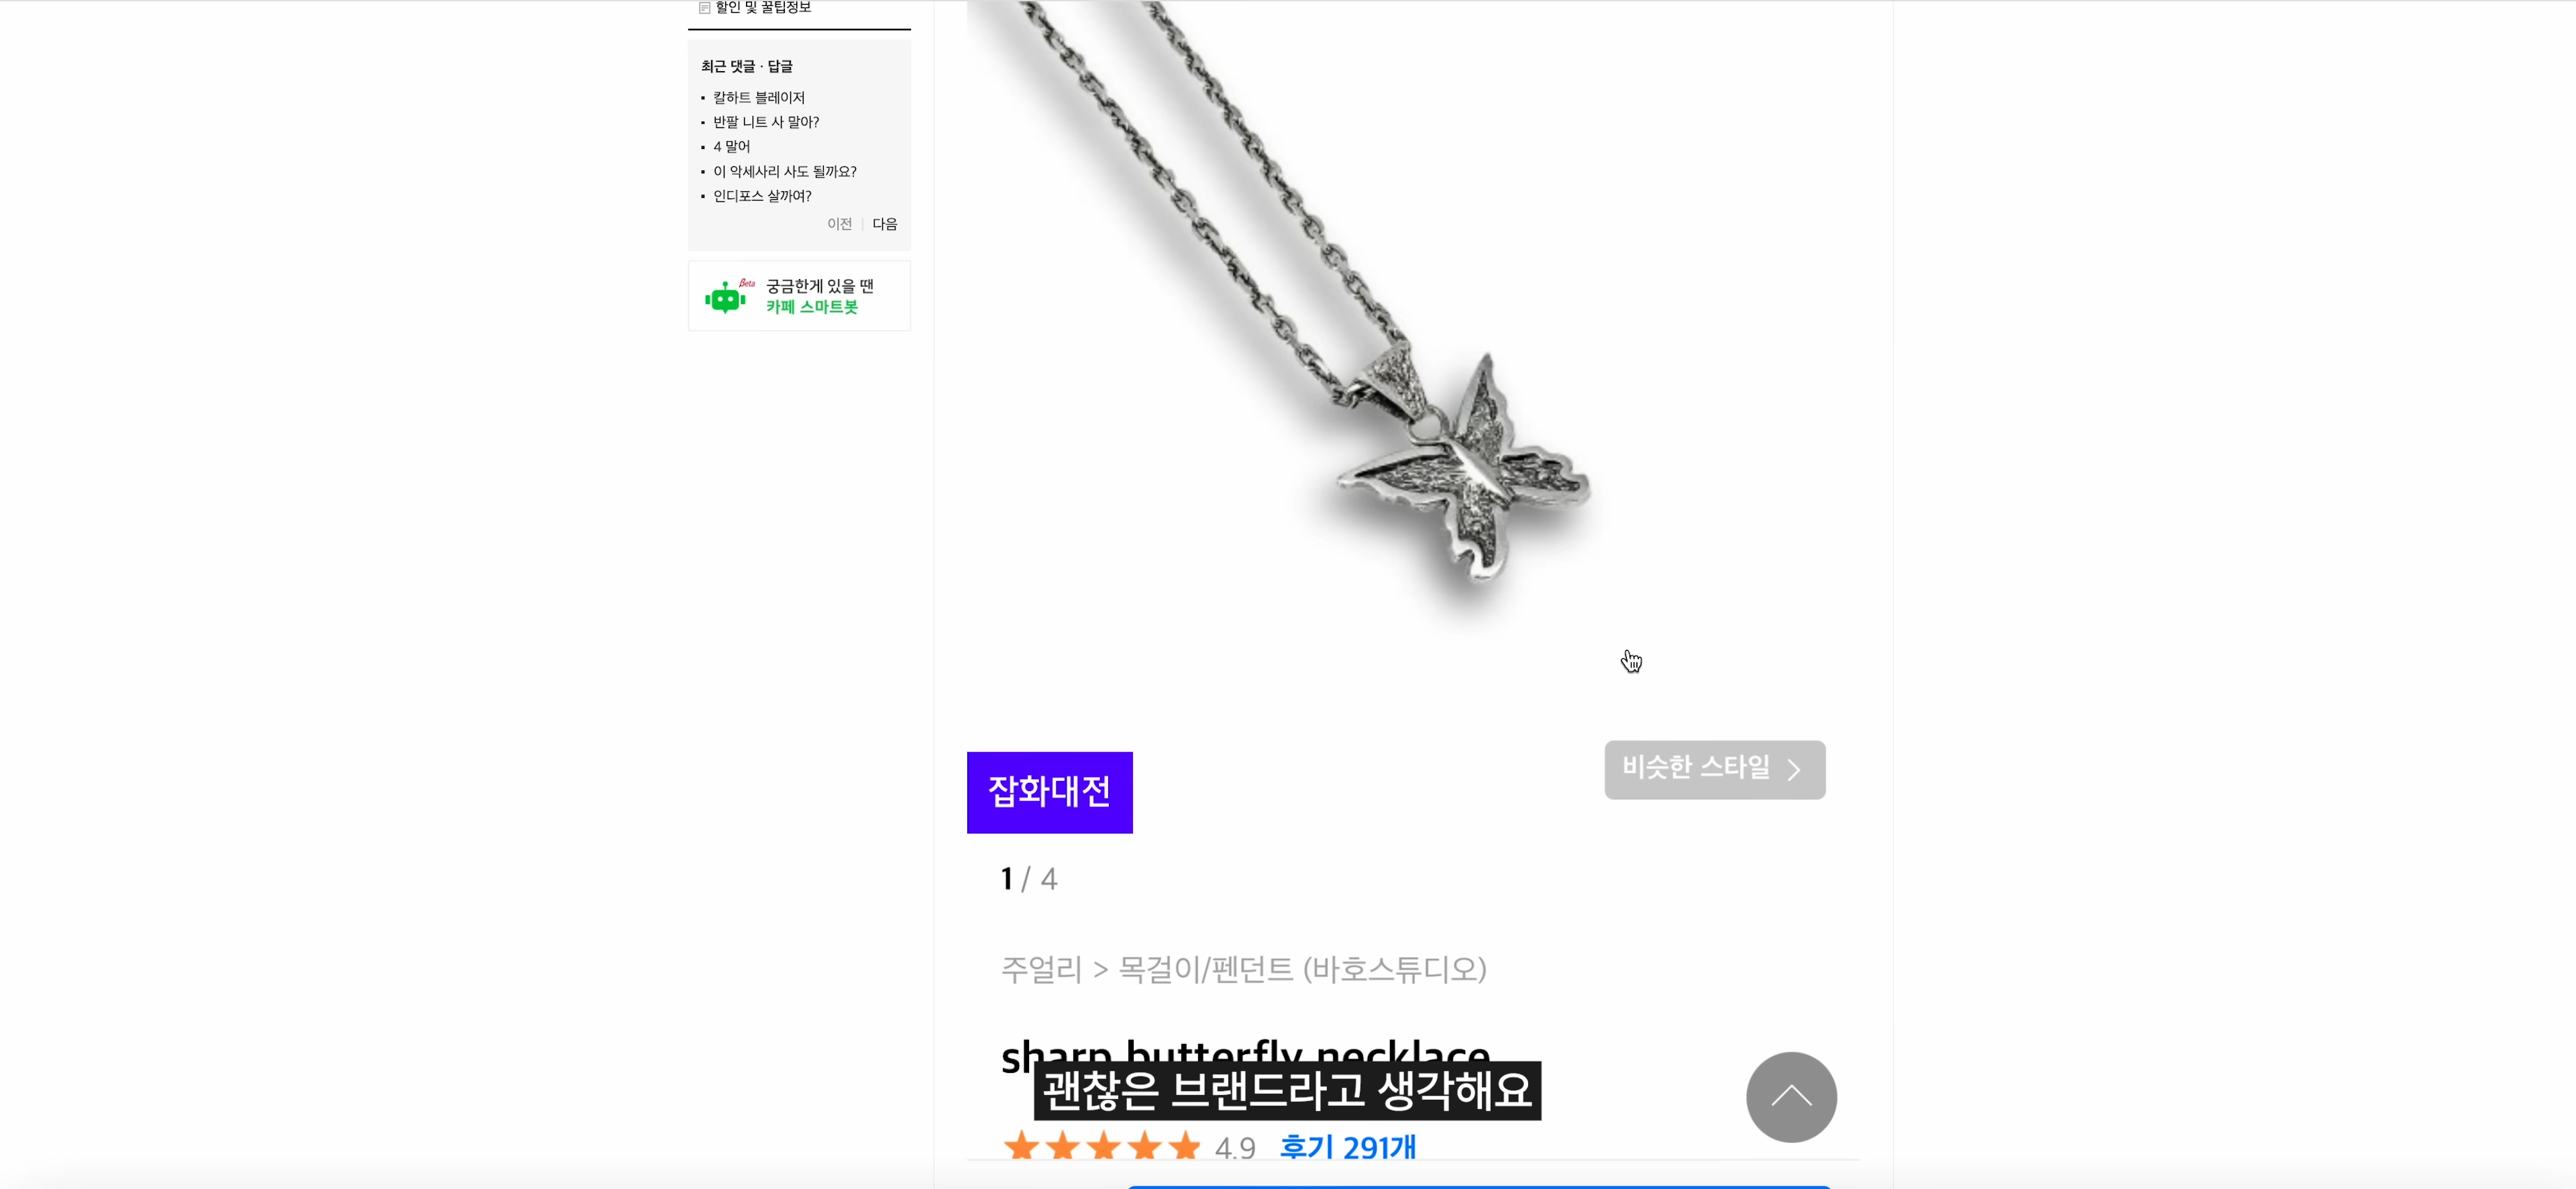 할인 및 꿀팁정보
최근 댓글 · 답글
칼하트 블레이저
반팔 니트 사 말아?
4 말어
이 악세사리 사도 될까요?
인디포스 살까여?
이전 | 다음
Beta
궁금한게 있을 땐
카페 스마트봇
비슷한 스타일
잡화대전
1 / 4
주얼리 > 목걸이/펜던트 (바호스튜디오)
sharp butterfly necklace
괜찮은 브랜드라고 생각해요
4.9 후기 291개